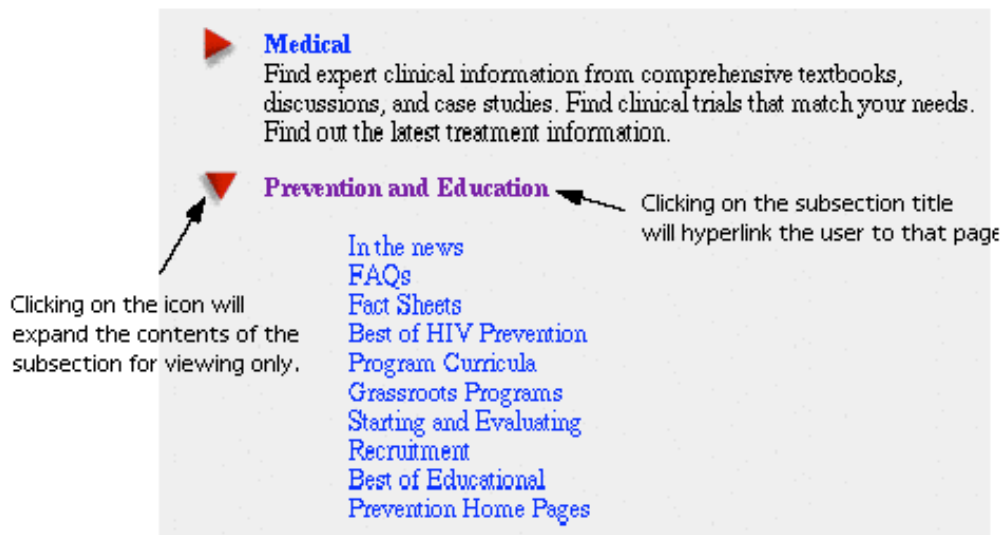 Medical
Find expert clinical information from comprehensive textbooks,
discussions, and case studies. Find clinical trials that match your needs.
Find out the latest treatment information.
Prevention and Education
Clicking on the subsection title
will hyperlink the user to that page
In the news
FAQs
Fact Sheets
Best of HIV Prevention
Program Curricula
Grassroots Programs
Starting and Evaluating
Recruitment
Best of Educational
Prevention Home Pages
Clicking on the icon will
expand the contents of the
subsection for viewing only.